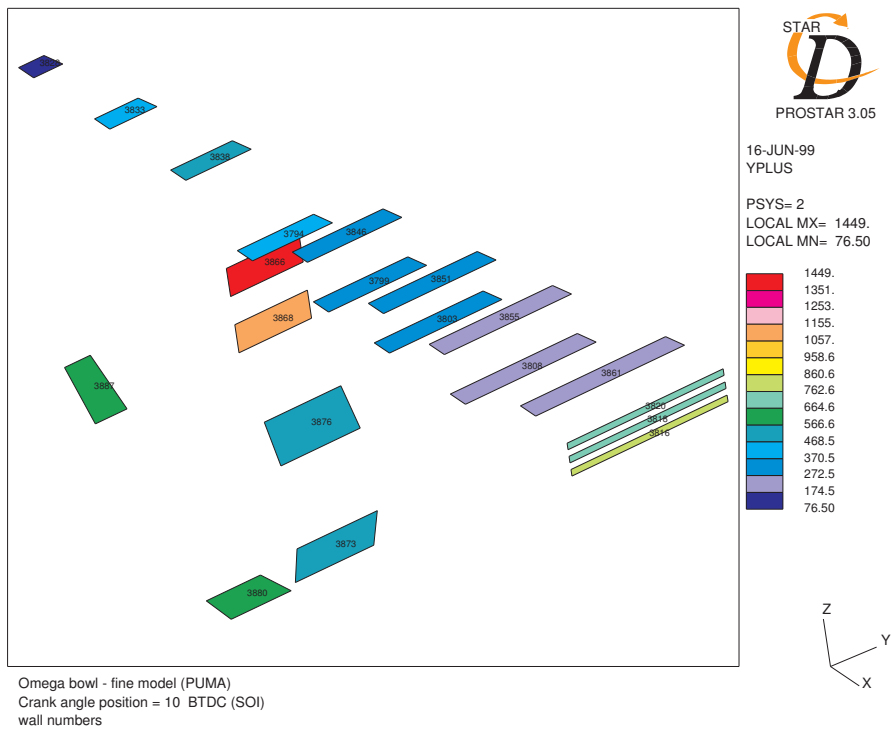 STAR
D
PROSTAR 3.05
16-JUN-99
YPLUS
PSYS= 2
LOCAL MX= 1449.
LOCAL MN= 76.50
1449.
1351.
1253.
1155.
1057.
958.6
860.6
762.6
664.6
566.6
468.5
370.5
272.5
174.5
76.50
3833
3838
3794
3846
3866
3799
3851
3868
3803
3855
3808
3861
3887
3876
3820
3818
3816
3873
3880
Z
Y
X
Omega bowl - fine model (PUMA)
Crank angle position = 10 BTDC (SOI)
wall numbers